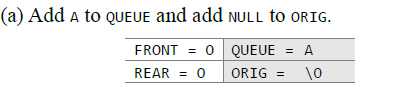 (a) Add A to QUEUE and add NULL to ORIG.
FRONT = 0 QUEUE = A
REAR = 0 ORIG = \0